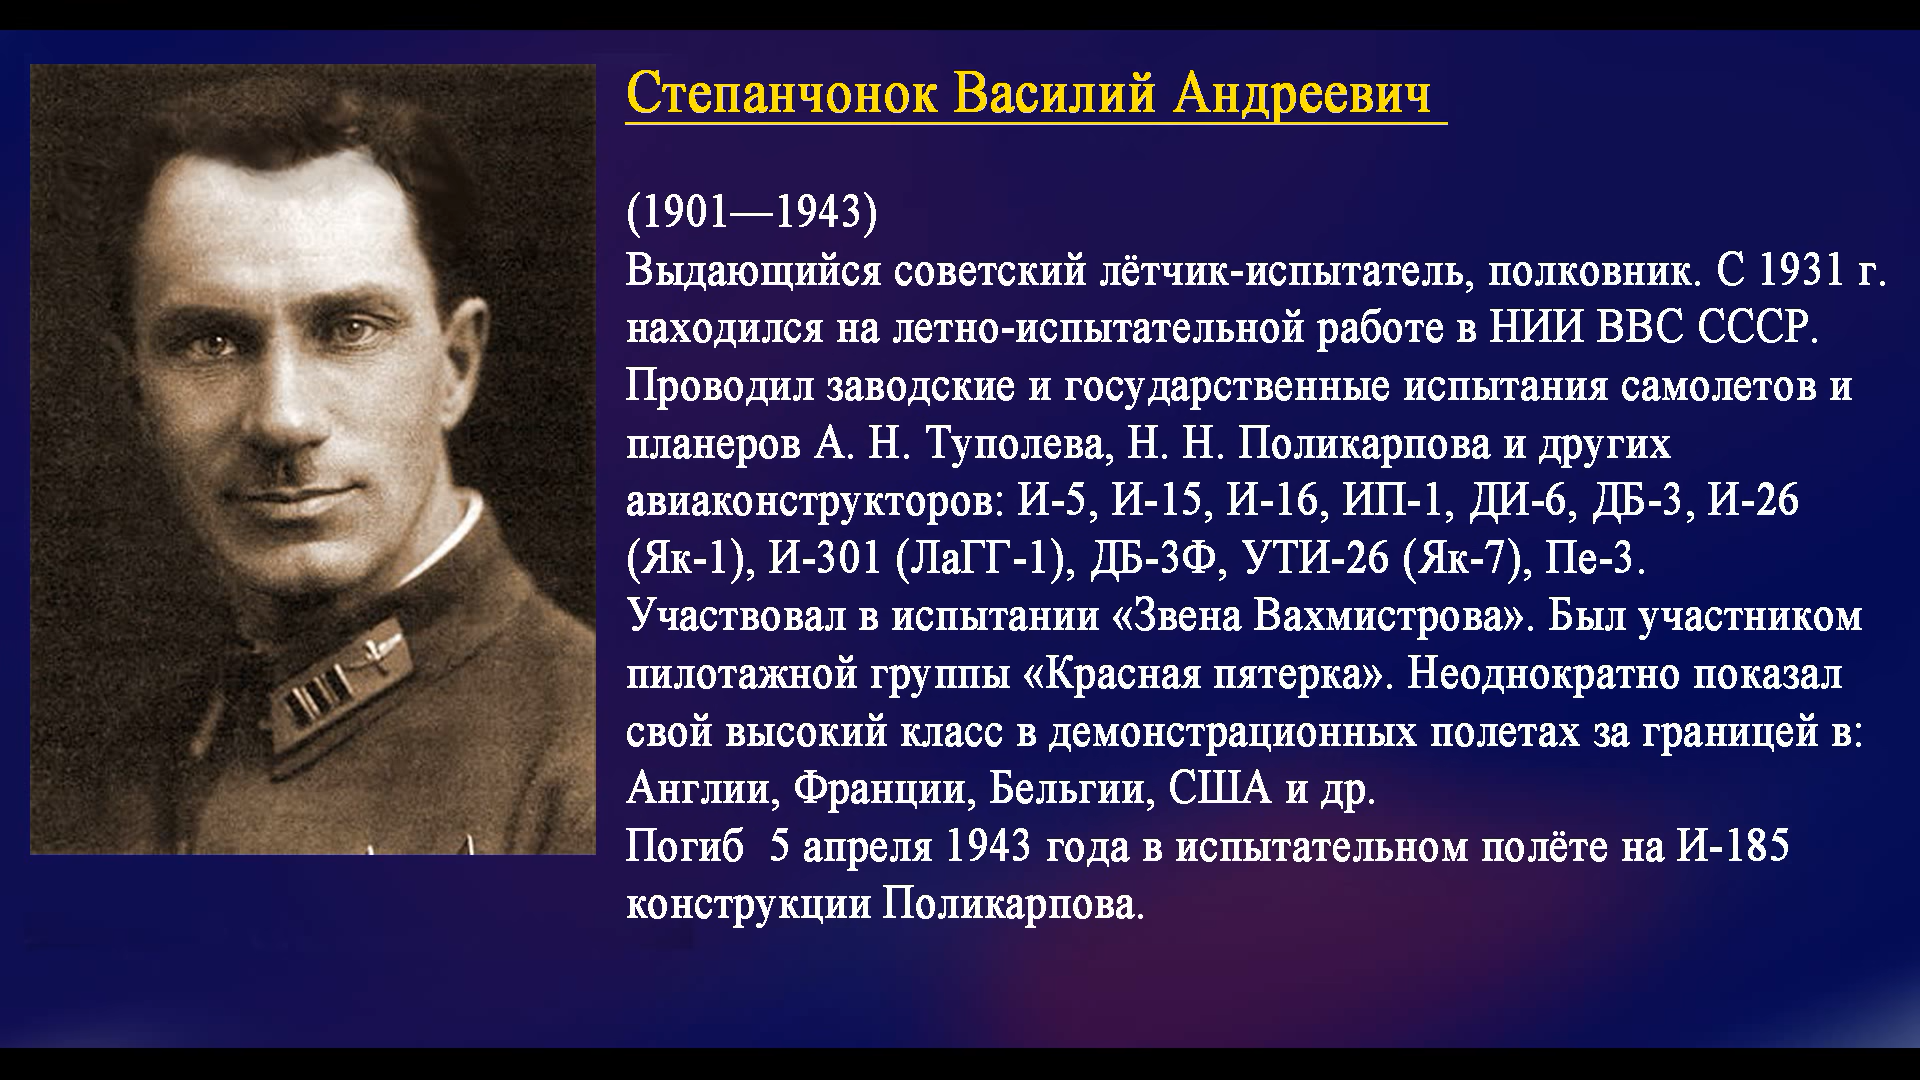 Степанчонок Василий Андреевич
(1901—1943)
Выдающийся советский лётчик-испытатель, полковник. С 1931 г.
находился на летно-испытательной работе в НИИ ВВС СССР.
Проводил заводские и государственные испытания самолетов и
планеров А. Н. Туполева, Н. Н. Поликарпова и других
авиаконструкторов: И-5, И-15, И-16, ИП-1, ДИ-6, ДБ-3, И-26
(Як-1), И-301 (ЛаГГ-1), ДБ-3Ф, УТИ-26 (Як-7), Пе-3.
Участвовал в испытании «Звена Вахмистрова». Был участником
пилотажной группы «Красная пятерка». Неоднократно показал
свой высокий класс в демонстрационных полетах за границей в:
Англии, Франции, Бельгии, США и др.
Погиб  5 апреля 1943 года в испытательном полёте на И-185
конструкции Поликарпова.